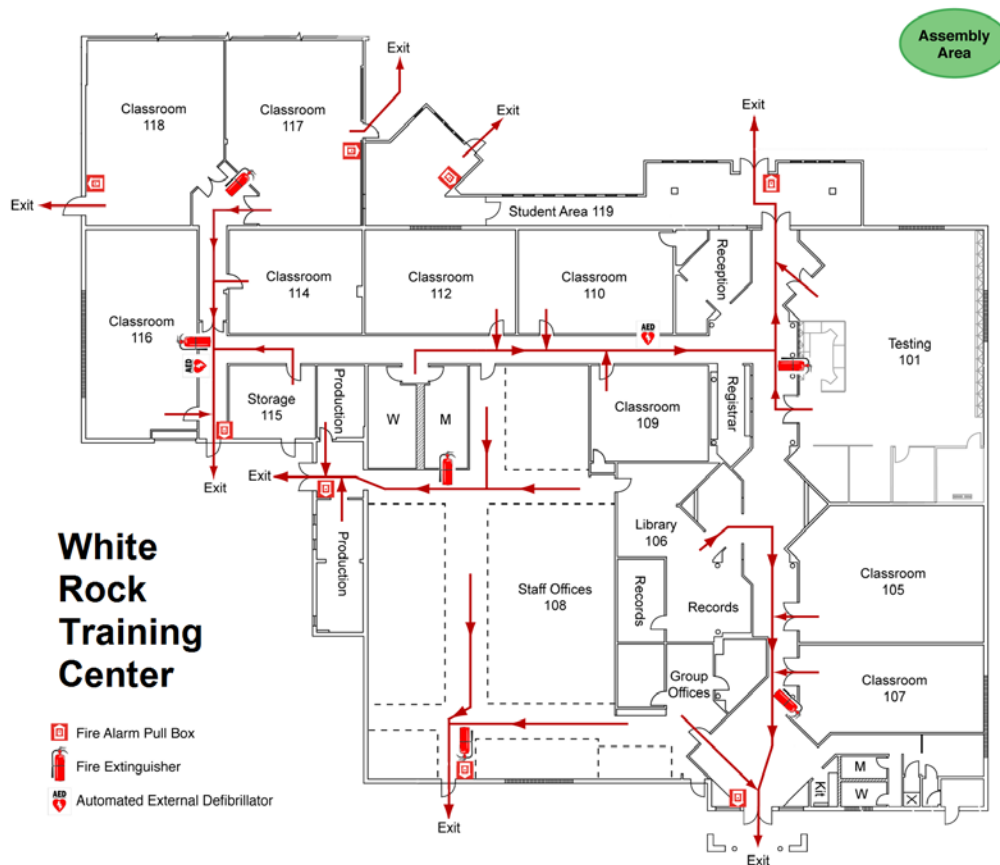 Assembly
Area
Exit
Exit
Exit
Classroom
118
Classroom
117
Exit
Student Area 119
Reception
Classroom
114
Classroom
112
Classroom
110
Classroom
116
Testing
101
AED
AED
Storage
115
Production
W
M
Classroom
109
Registrar
Exit
Exit
Library
106
Production
Staff Offices
108
Records
Records
Classroom
105
Group
Offices
Classroom
107
White
Rock
Training
Center
Fire Alarm Pull Box
Fire Extinguisher
AED
Automated External Defibrillator
Kit
M
W
X
Exit
Exit